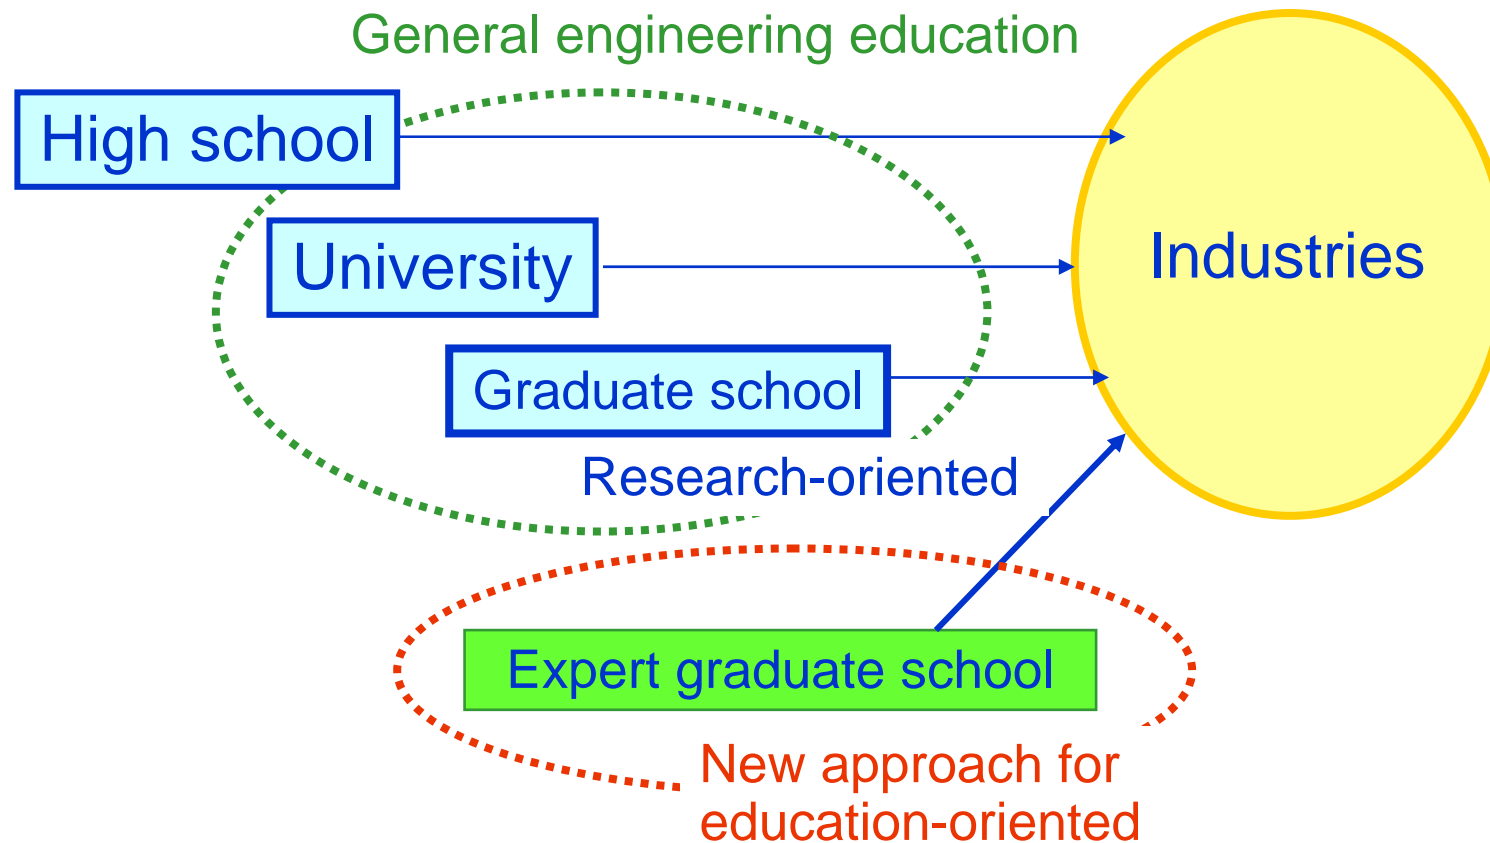 General engineering education
High school
University
Industries
Graduate school
Research-oriented
Expert graduate school
New approach for
education-oriented